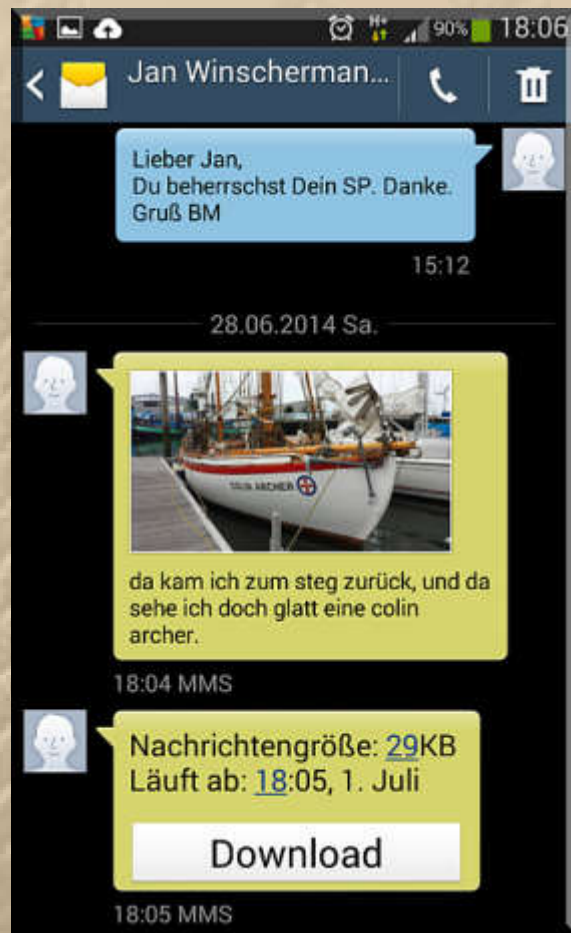 H+
90%
18:06
Jan Winscherman...
Lieber Jan,
Du beherrschst Dein SP. Danke.
Gruß BM
15:12
28.06.2014 Sa.
COLIN ARCHER
da kam ich zum steg zurück, und da
sehe ich doch glatt eine colin
archer.
18:04 MMS
Nachrichtengröße: 29KB
Läuft ab: 18:05, 1. Juli
Download
18:05 MMS